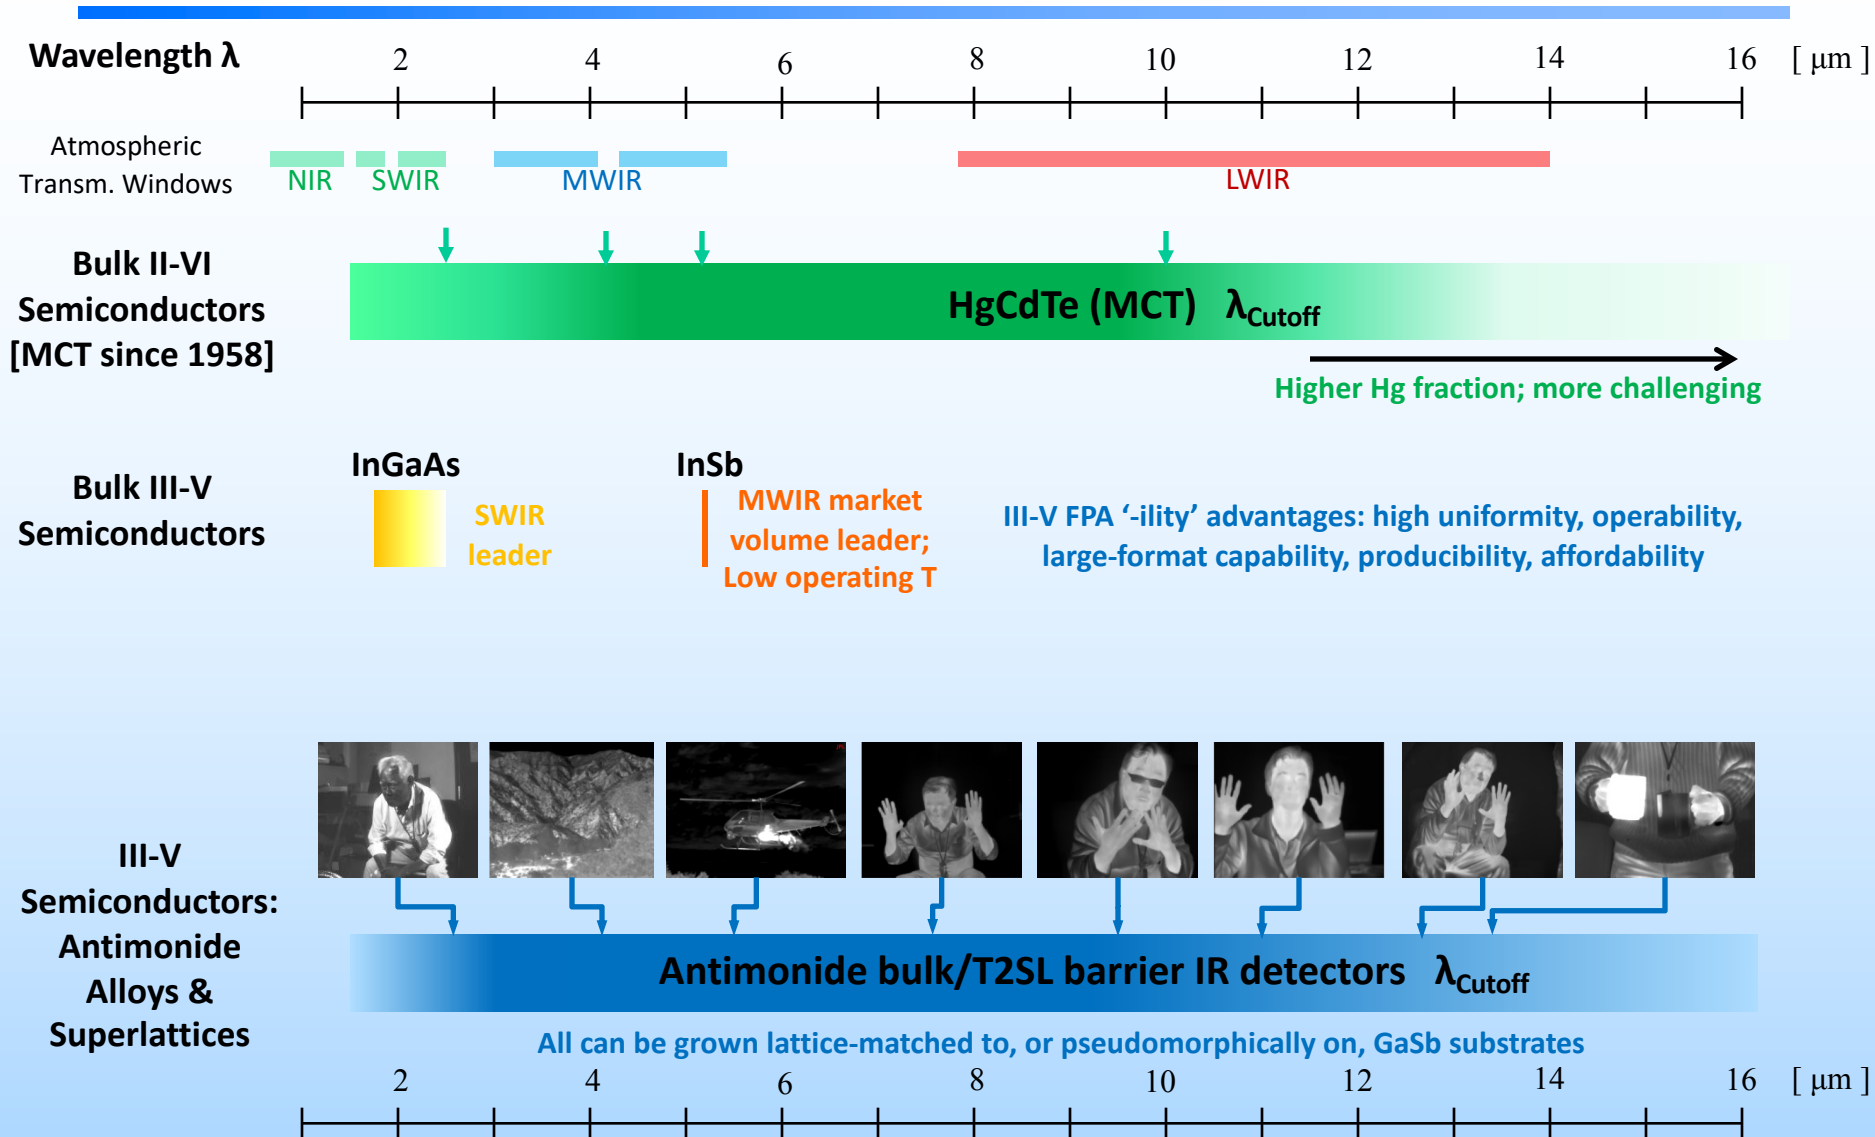 Wavelength λ 2 4 6 8 10 12 14 16 [ μm ]
Atmospheric
Transm. Windows
NIR SWIR MWIR LWIR
Bulk II-VI
Semiconductors
[MCT since 1958]
HgCdTe (MCT) λCutoff
Higher Hg fraction; more challenging
Bulk III-V
Semiconductors
InGaAs
SWIR
leader
InSb
MWIR market
volume leader;
Low operating T
III-V FPA ‘-ility’ advantages: high uniformity, operability,
large-format capability, producibility, affordability
III-V
Semiconductors:
Antimonide
Alloys &
Superlattices
Antimonide bulk/T2SL barrier IR detectors λCutoff
All can be grown lattice-matched to, or pseudomorphically on, GaSb substrates
2 4 6 8 10 12 14 16 [ μm ]